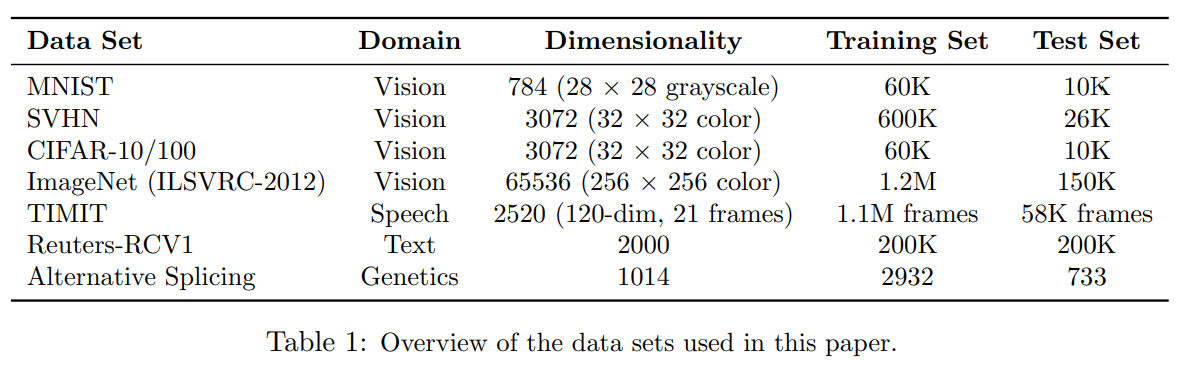 Data Set Domain Dimensionality Training Set Test Set
MNIST Vision 784 (28 × 28 grayscale) 60K 10K
SVHN Vision 3072 (32 × 32 color) 600K 26K
CIFAR-10/100 Vision 3072 (32 × 32 color) 60K 10K
ImageNet (ILSVRC-2012) Vision 65536 (256 × 256 color) 1.2M 150K
TIMIT Speech 2520 (120-dim, 21 frames) 1.1M frames 58K frames
Reuters-RCV1 Text 2000 200K 200K
Alternative Splicing Genetics 1014 2932 733
Table 1: Overview of the data sets used in this paper.